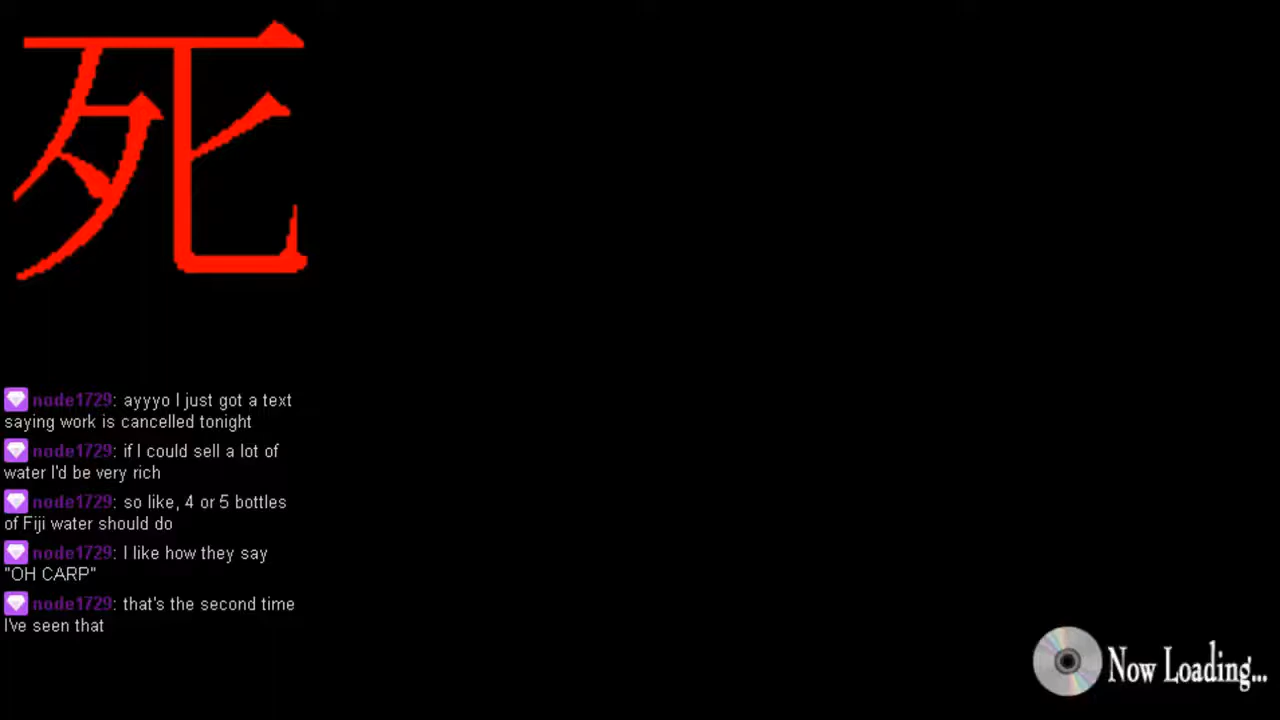 死
node1729: ayyyo I just got a text
saying work is cancelled tonight
node1729: if I could sell a lot of
water I'd be very rich
node1729: so like, 4 or 5 bottles
of Fiji water should do
node1729: I like how they say
"OH CARP"
node1729: that's the second time
I've seen that
Now Loading...